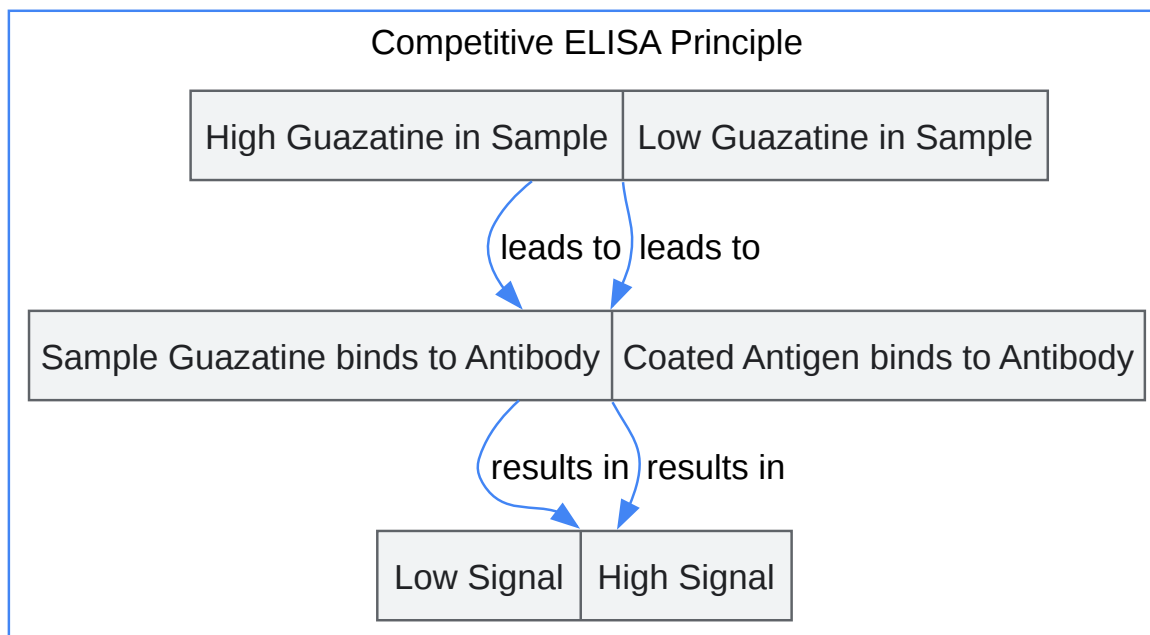 Competitive ELISA Principle
High Guazatine in Sample Low Guazatine in Sample
leads to leads to
Sample Guazatine binds to Antibody Coated Antigen binds to Antibody
results in results in
Low Signal High Signal